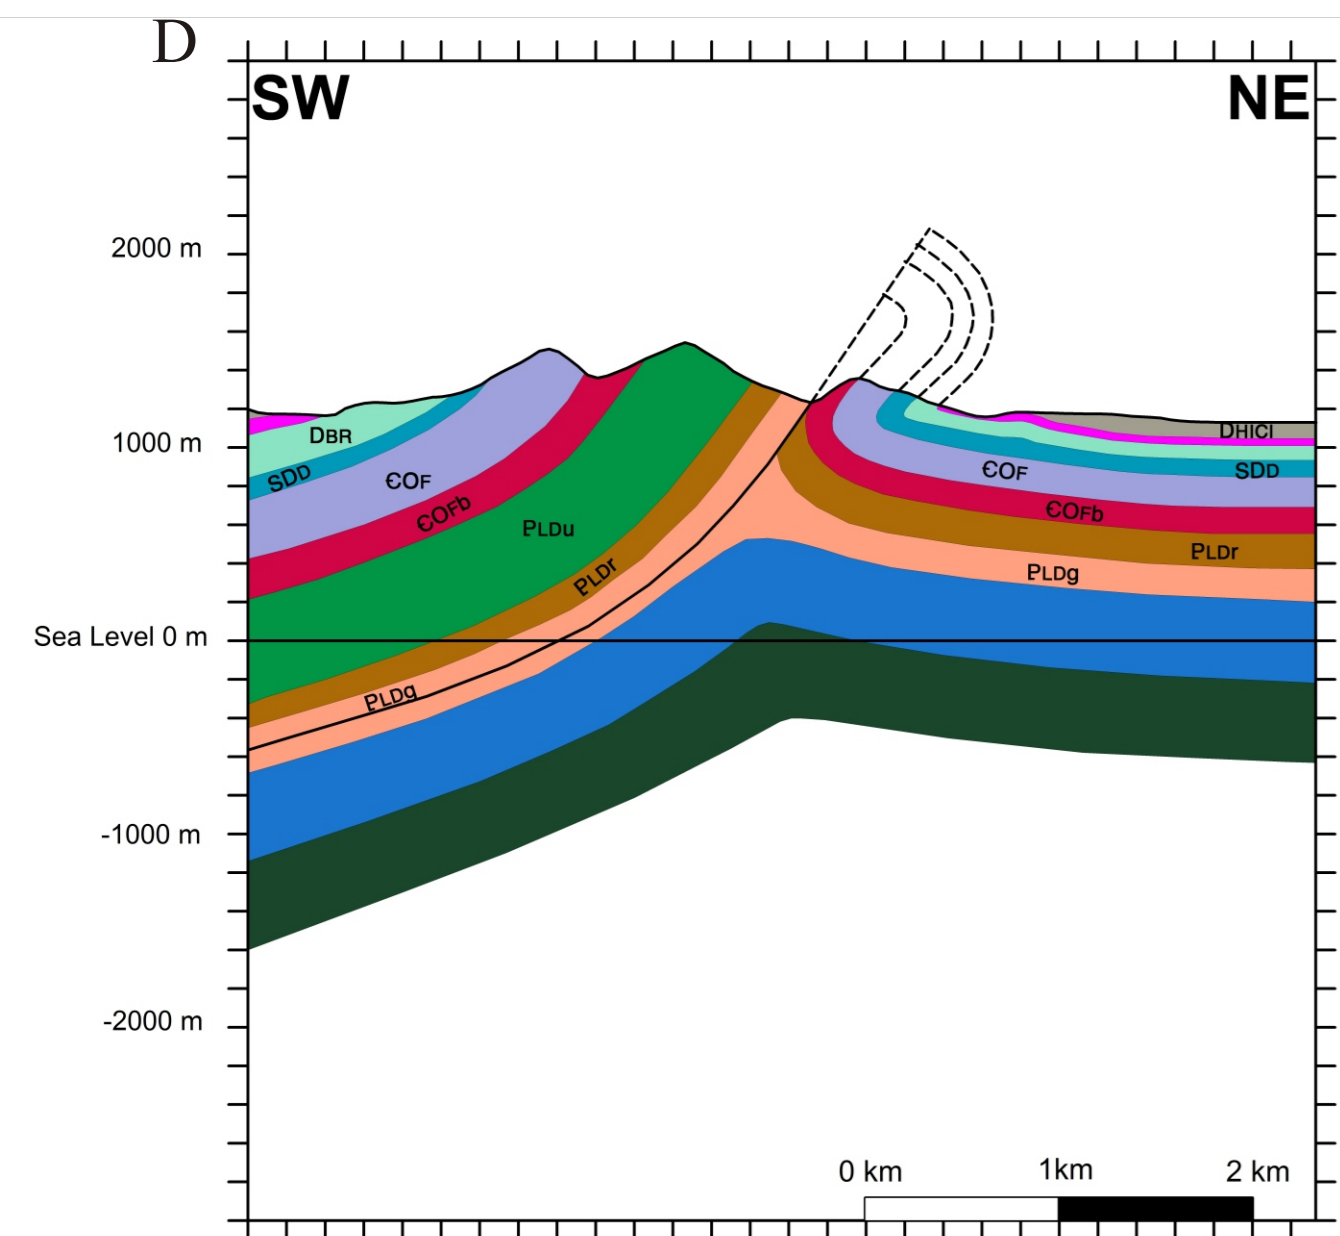 D
SW NE
2000 m
1000 m
Sea Level 0 m
-1000 m
-2000 m
DBR
SDD
ЄOF
ЄOFb
PLDu
PLDr
PLDg
DHICI
ЄOF
SDD
ЄOFb
PLDr
PLDg
0 km 1km 2 km